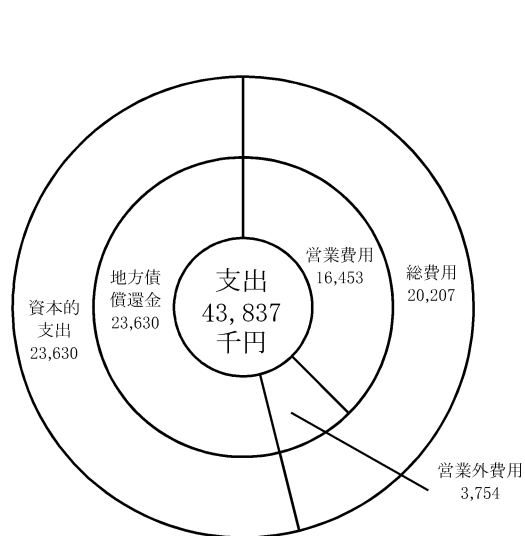 支出
43,837
千円
営業費用
16,453
総費用
20,207
地方債
償還金
23,630
資本的
支出
23,630
営業外費用
3,754